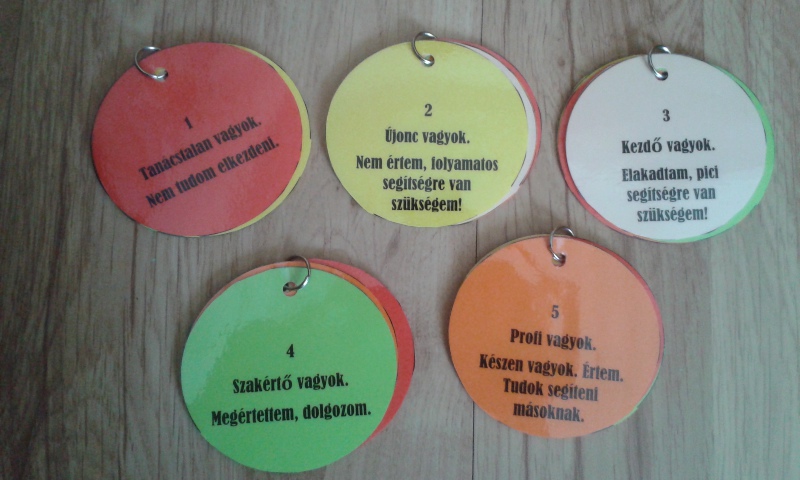 1
Tanácstalan vagyok.
Nem tudom elkezdeni.
2
Újonc vagyok.
Nem értem, folyamatos
segítségre van
szükségem!
3
Kezdő vagyok.
Elakadtam, pici
segítségre van
szükségem!
4
Szakértő vagyok.
Megértettem, dolgozom.
5
Profi vagyok.
Készen vagyok. Értem.
Tudok segíteni
másoknak.